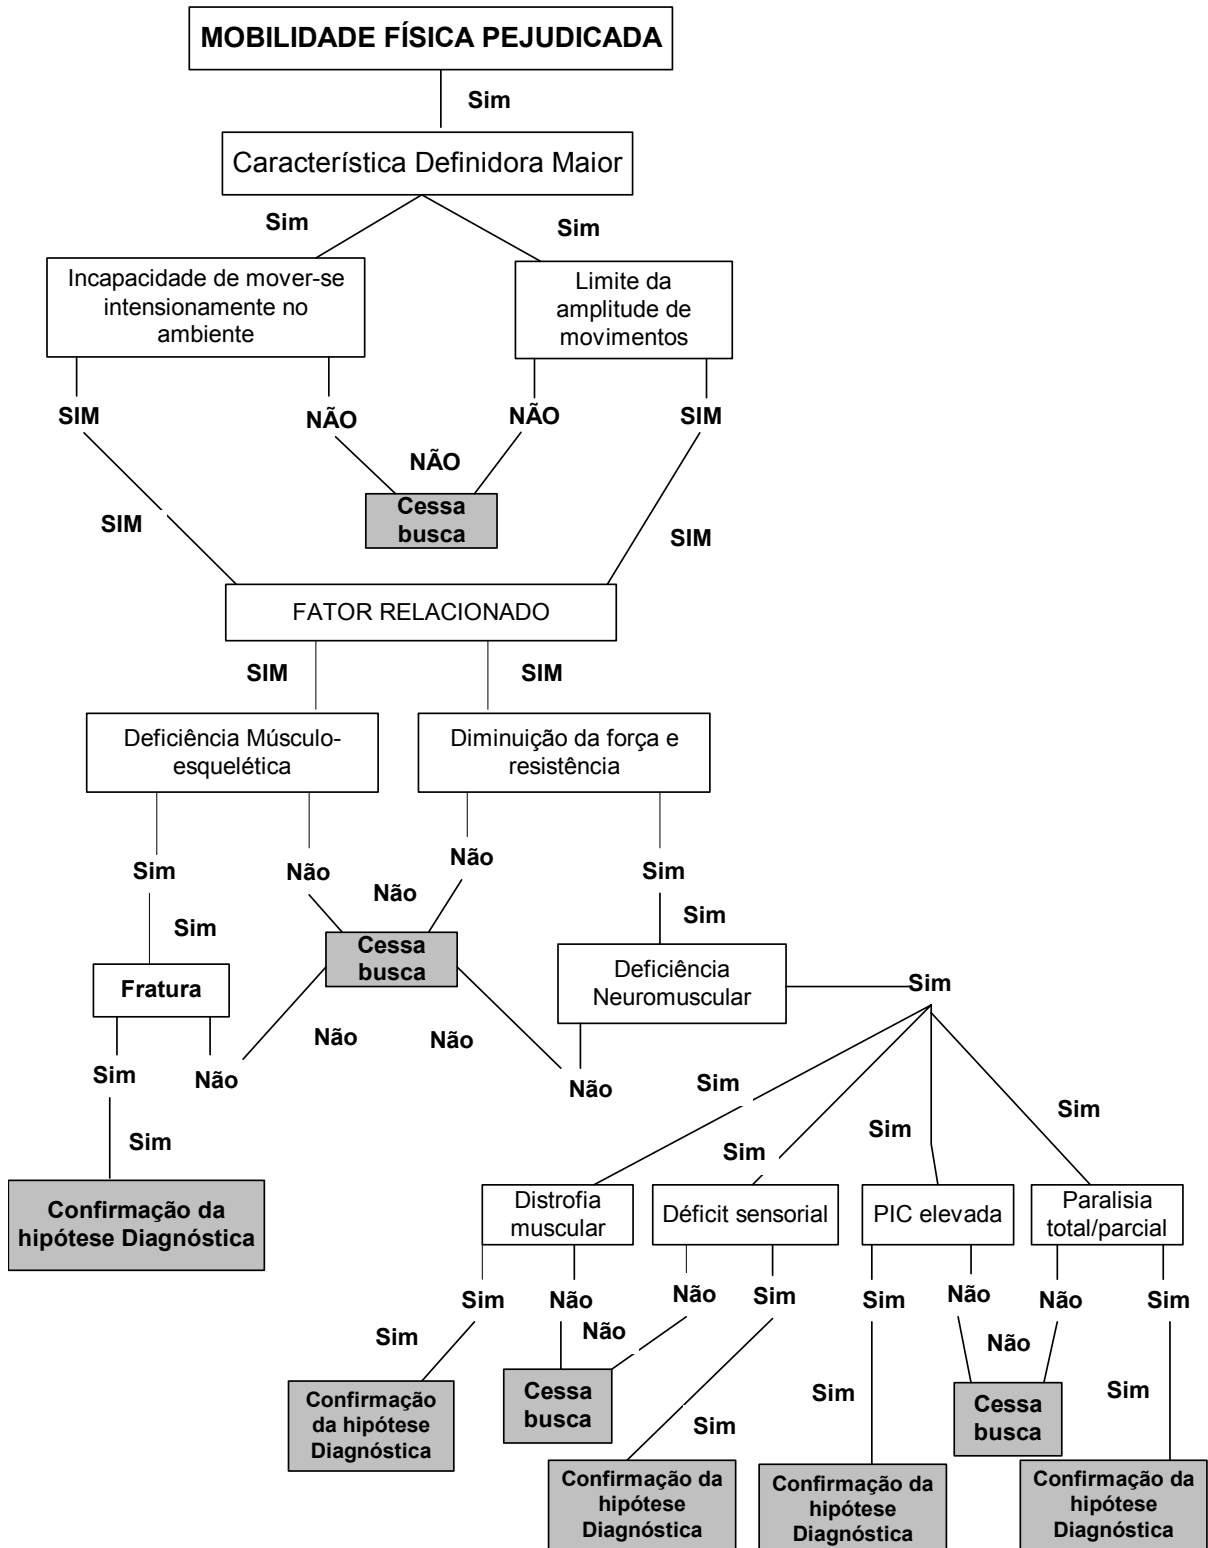 MOBILIDADE FÍSICA PEJUDICADA
Sim
Característica Definidora Maior
Sim
Sim
Incapacidade de mover-se
intensionamente no
ambiente
Limite da
amplitude de
movimentos
SIM
NÃO
NÃO
SIM
NÃO
Cessa
busca
SIM
SIM
FATOR RELACIONADO
SIM
SIM
Deficiência Músculo-
esquelética
Diminuição da força e
resistência
Sim
Não
Não
Sim
Não
Sim
Sim
Cessa
busca
Fratura
Deficiência
Neuromuscular
Sim
Não
Não
Sim
Não
Não
Sim
Sim
Sim
Sim
Sim
Confirmação da
hipótese Diagnóstica
Distrofia
muscular
Déficit sensorial
PIC elevada
Paralisia
total/parcial
Sim
Não
Não
Sim
Sim
Não
Não
Sim
Sim
Não
Não
Confirmação
da hipótese
Diagnóstica
Cessa
busca
Sim
Sim
Cessa
busca
Sim
Confirmação da
hipótese
Diagnóstica
Confirmação da
hipótese
Diagnóstica
Confirmação da
hipótese
Diagnóstica